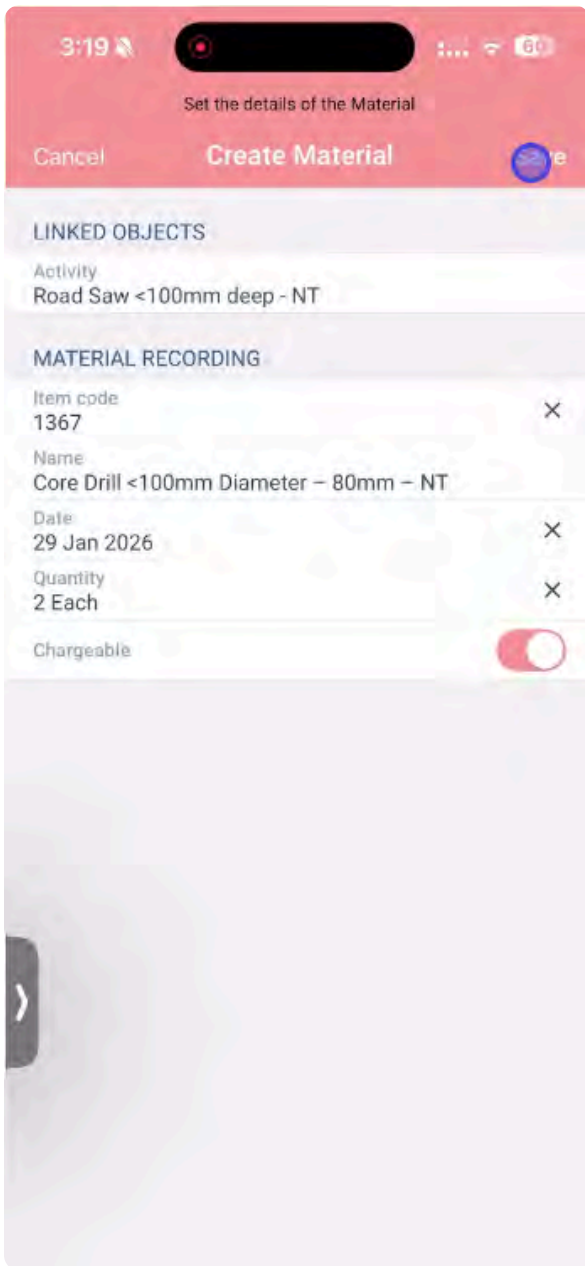 3:19
Set the details of the Material
Cancel
Create Material
LINKED OBJECTS
Activity
Road Saw <100mm deep - NT
MATERIAL RECORDING
Item code
1367
Name
Core Drill <100mm Diameter – 80mm – NT
Date
29 Jan 2026
Quantity
2 Each
Chargeable